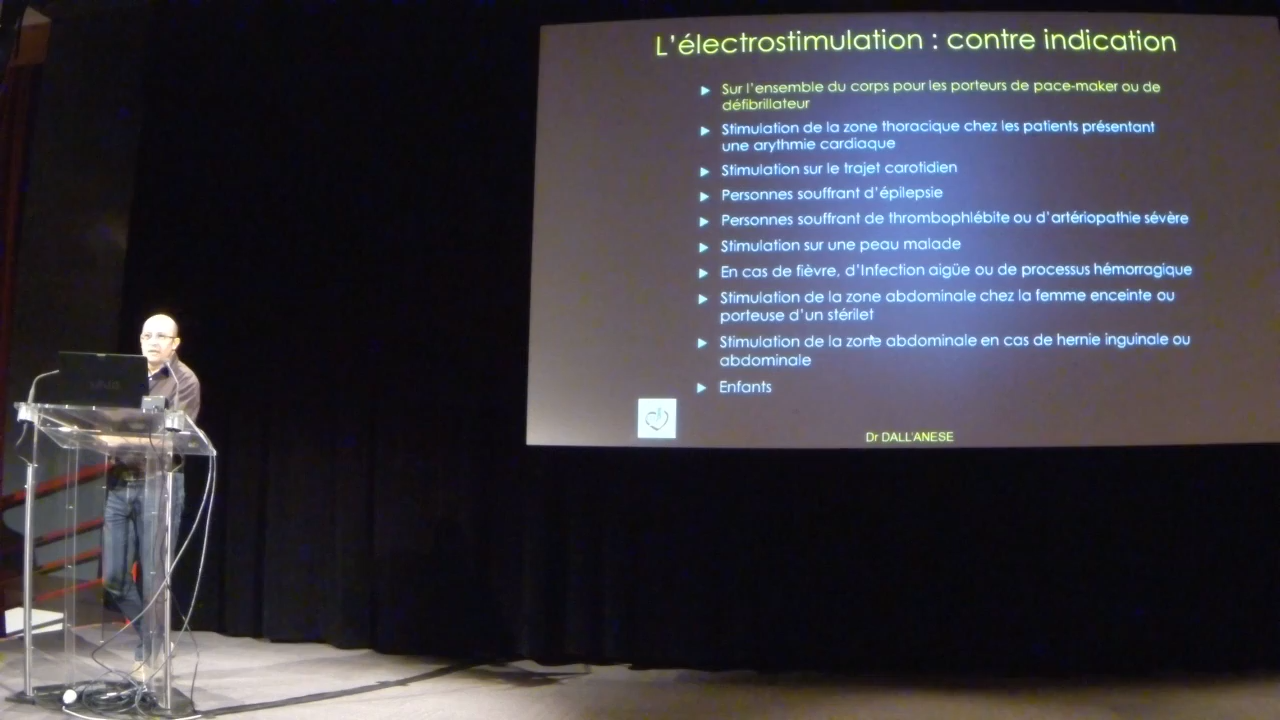 L'électrostimulation : contre indication
Sur l'ensemble du corps pour les porteurs de pace-maker ou de
défibrillateur
Stimulation de la zone thoracique chez les patients présentant
une arythmie cardiaque
Stimulation sur le trajet carotidien
Personnes souffrant d'épilepsie
Personnes souffrant de thrombophlébite ou d'artériopathie sévère
Stimulation sur une peau malade
En cas de fièvre, d'Infection aigüe ou de processus hémorragique
Stimulation de la zone abdominale chez la femme enceinte ou
porteuse d'un stérilet
Stimulation de la zone abdominale en cas de hernie inguinale ou
abdominale
Enfants
Dr DALL'ANESE